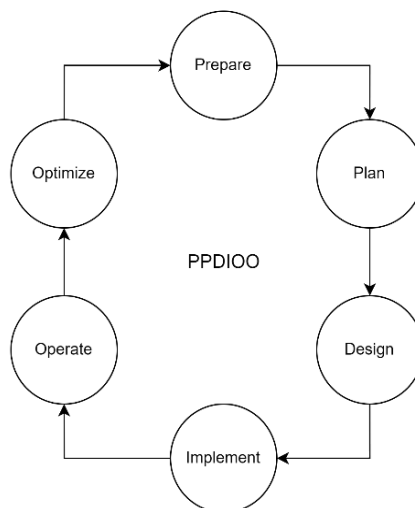 Prepare
Optimize
Plan
PPDIOO
Operate
Design
Implement